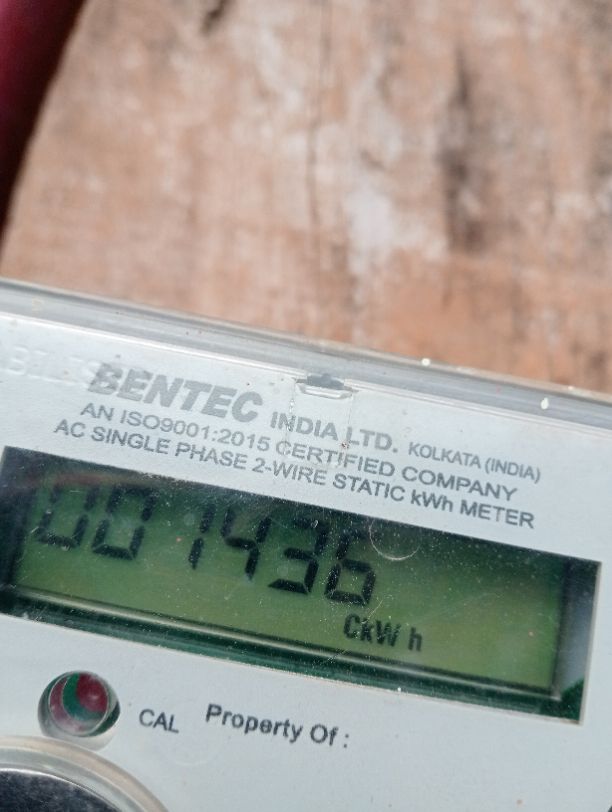 BENTEC INDIA LTD. KOLKATA (INDIA)
AN ISO9001:2015 CERTIFIED COMPANY
AC SINGLE PHASE 2-WIRE STATIC kWh METER
001436
CkW h
CAL Property Of :